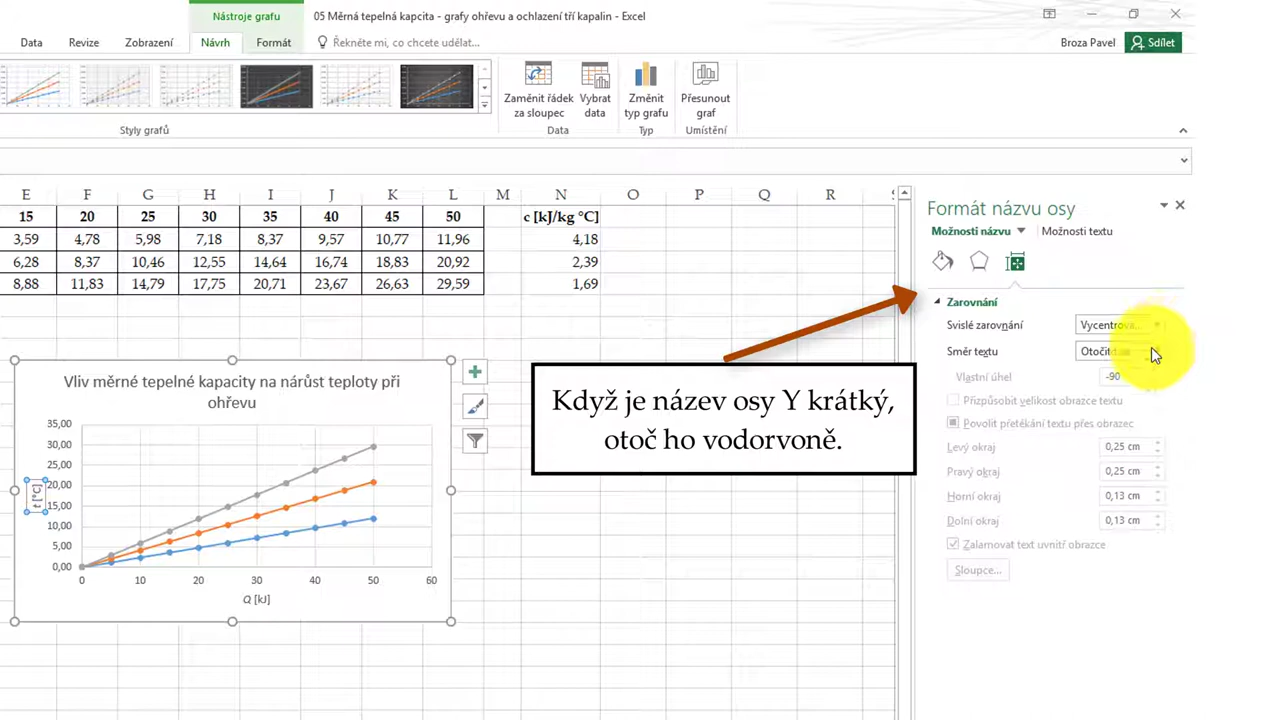 Nástroje grafu
05 Měrná tepelná kapcita - grafy ohřevu a ochlazení tří kapalin - Excel
Data Revize Zobrazení Návrh Formát Řekněte mi, co chcete udělat... Broza Pavel Sdílet
Zaměnit řádek za sloupec
Vybrat data
Změnit typ grafu
Přesunout graf
Styly grafů Data Typ Umístění
E F G H I J K L M N O P Q R
15 20 25 30 35 40 45 50 c [kJ/kg °C]
3,59 4,78 5,98 7,18 8,37 9,57 10,77 11,96 4,18
6,28 8,37 10,46 12,55 14,64 16,74 18,83 20,92 2,39
8,88 11,83 14,79 17,75 20,71 23,67 26,63 29,59 1,69
Vliv měrné tepelné kapacity na nárůst teploty při
ohřevu
35,00
30,00
25,00
20,00
15,00
10,00
5,00
0,00
t [°C]
0 10 20 30 40 50 60
Q [kJ]
Když je název osy Y krátký,
otoč ho vodorvoně.
Formát názvu osy
Možnosti názvu Možnosti textu
Zarovnání
Svislé zarovnání Vycentrova...
Směr textu
Vlastní úhel -90
Přizpůsobit velikost obrazce textu
Povolit přetékání textu přes obrazec
Levý okraj 0,25 cm
Pravý okraj 0,25 cm
Horní okraj 0,13 cm
Dolní okraj 0,13 cm
Zalamovat text uvnitř obrazce
Sloupce...